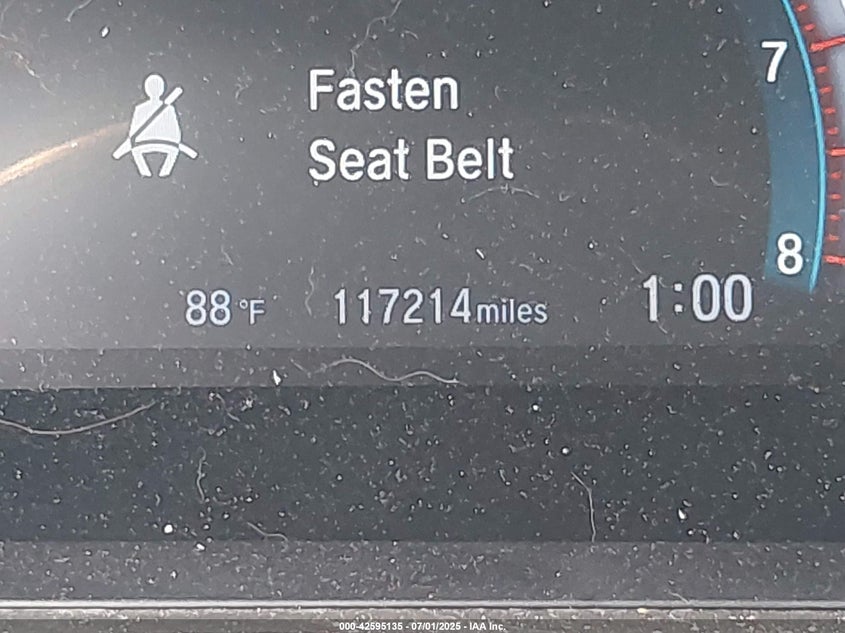 7
Fasten
Seat Belt
8
88°F 117214 miles 1:00
000-42595135 - 07/01/2025 - IAA Inc.